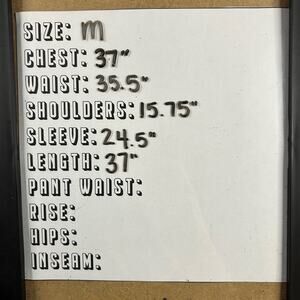 SIZE: M
CHEST: 37"
WAIST: 35.5"
SHOULDERS: 15.75"
SLEEVE: 24.5"
LENGTH: 37"
PANT WAIST:
RISE:
HIPS:
INSEAM: